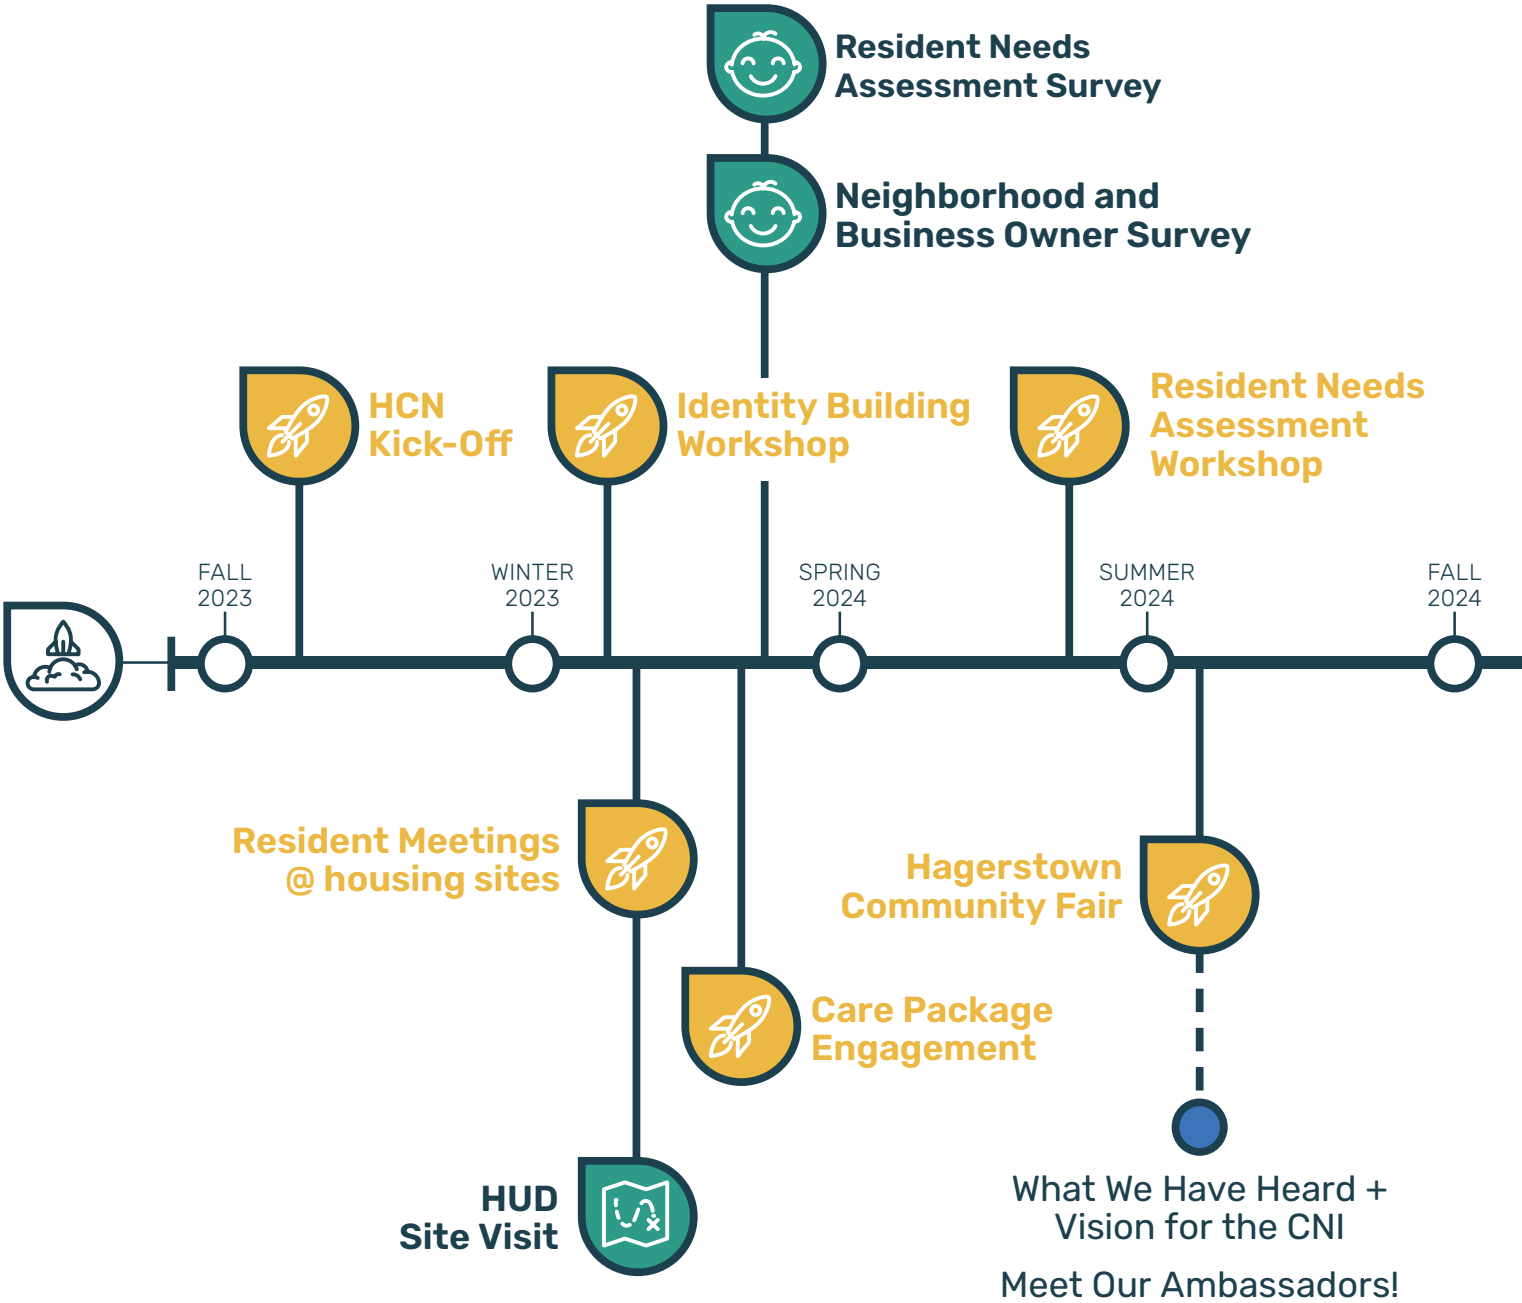 Resident Needs
Assessment Survey
Neighborhood and
Business Owner Survey
HCN
Kick-Off
Identity Building
Workshop
Resident Needs
Assessment
Workshop
FALL
2023
WINTER
2023
SPRING
2024
SUMMER
2024
FALL
2024
Resident Meetings
@ housing sites
Hagerstown
Community Fair
Care Package
Engagement
HUD
Site Visit
What We Have Heard +
Vision for the CNI
Meet Our Ambassadors!